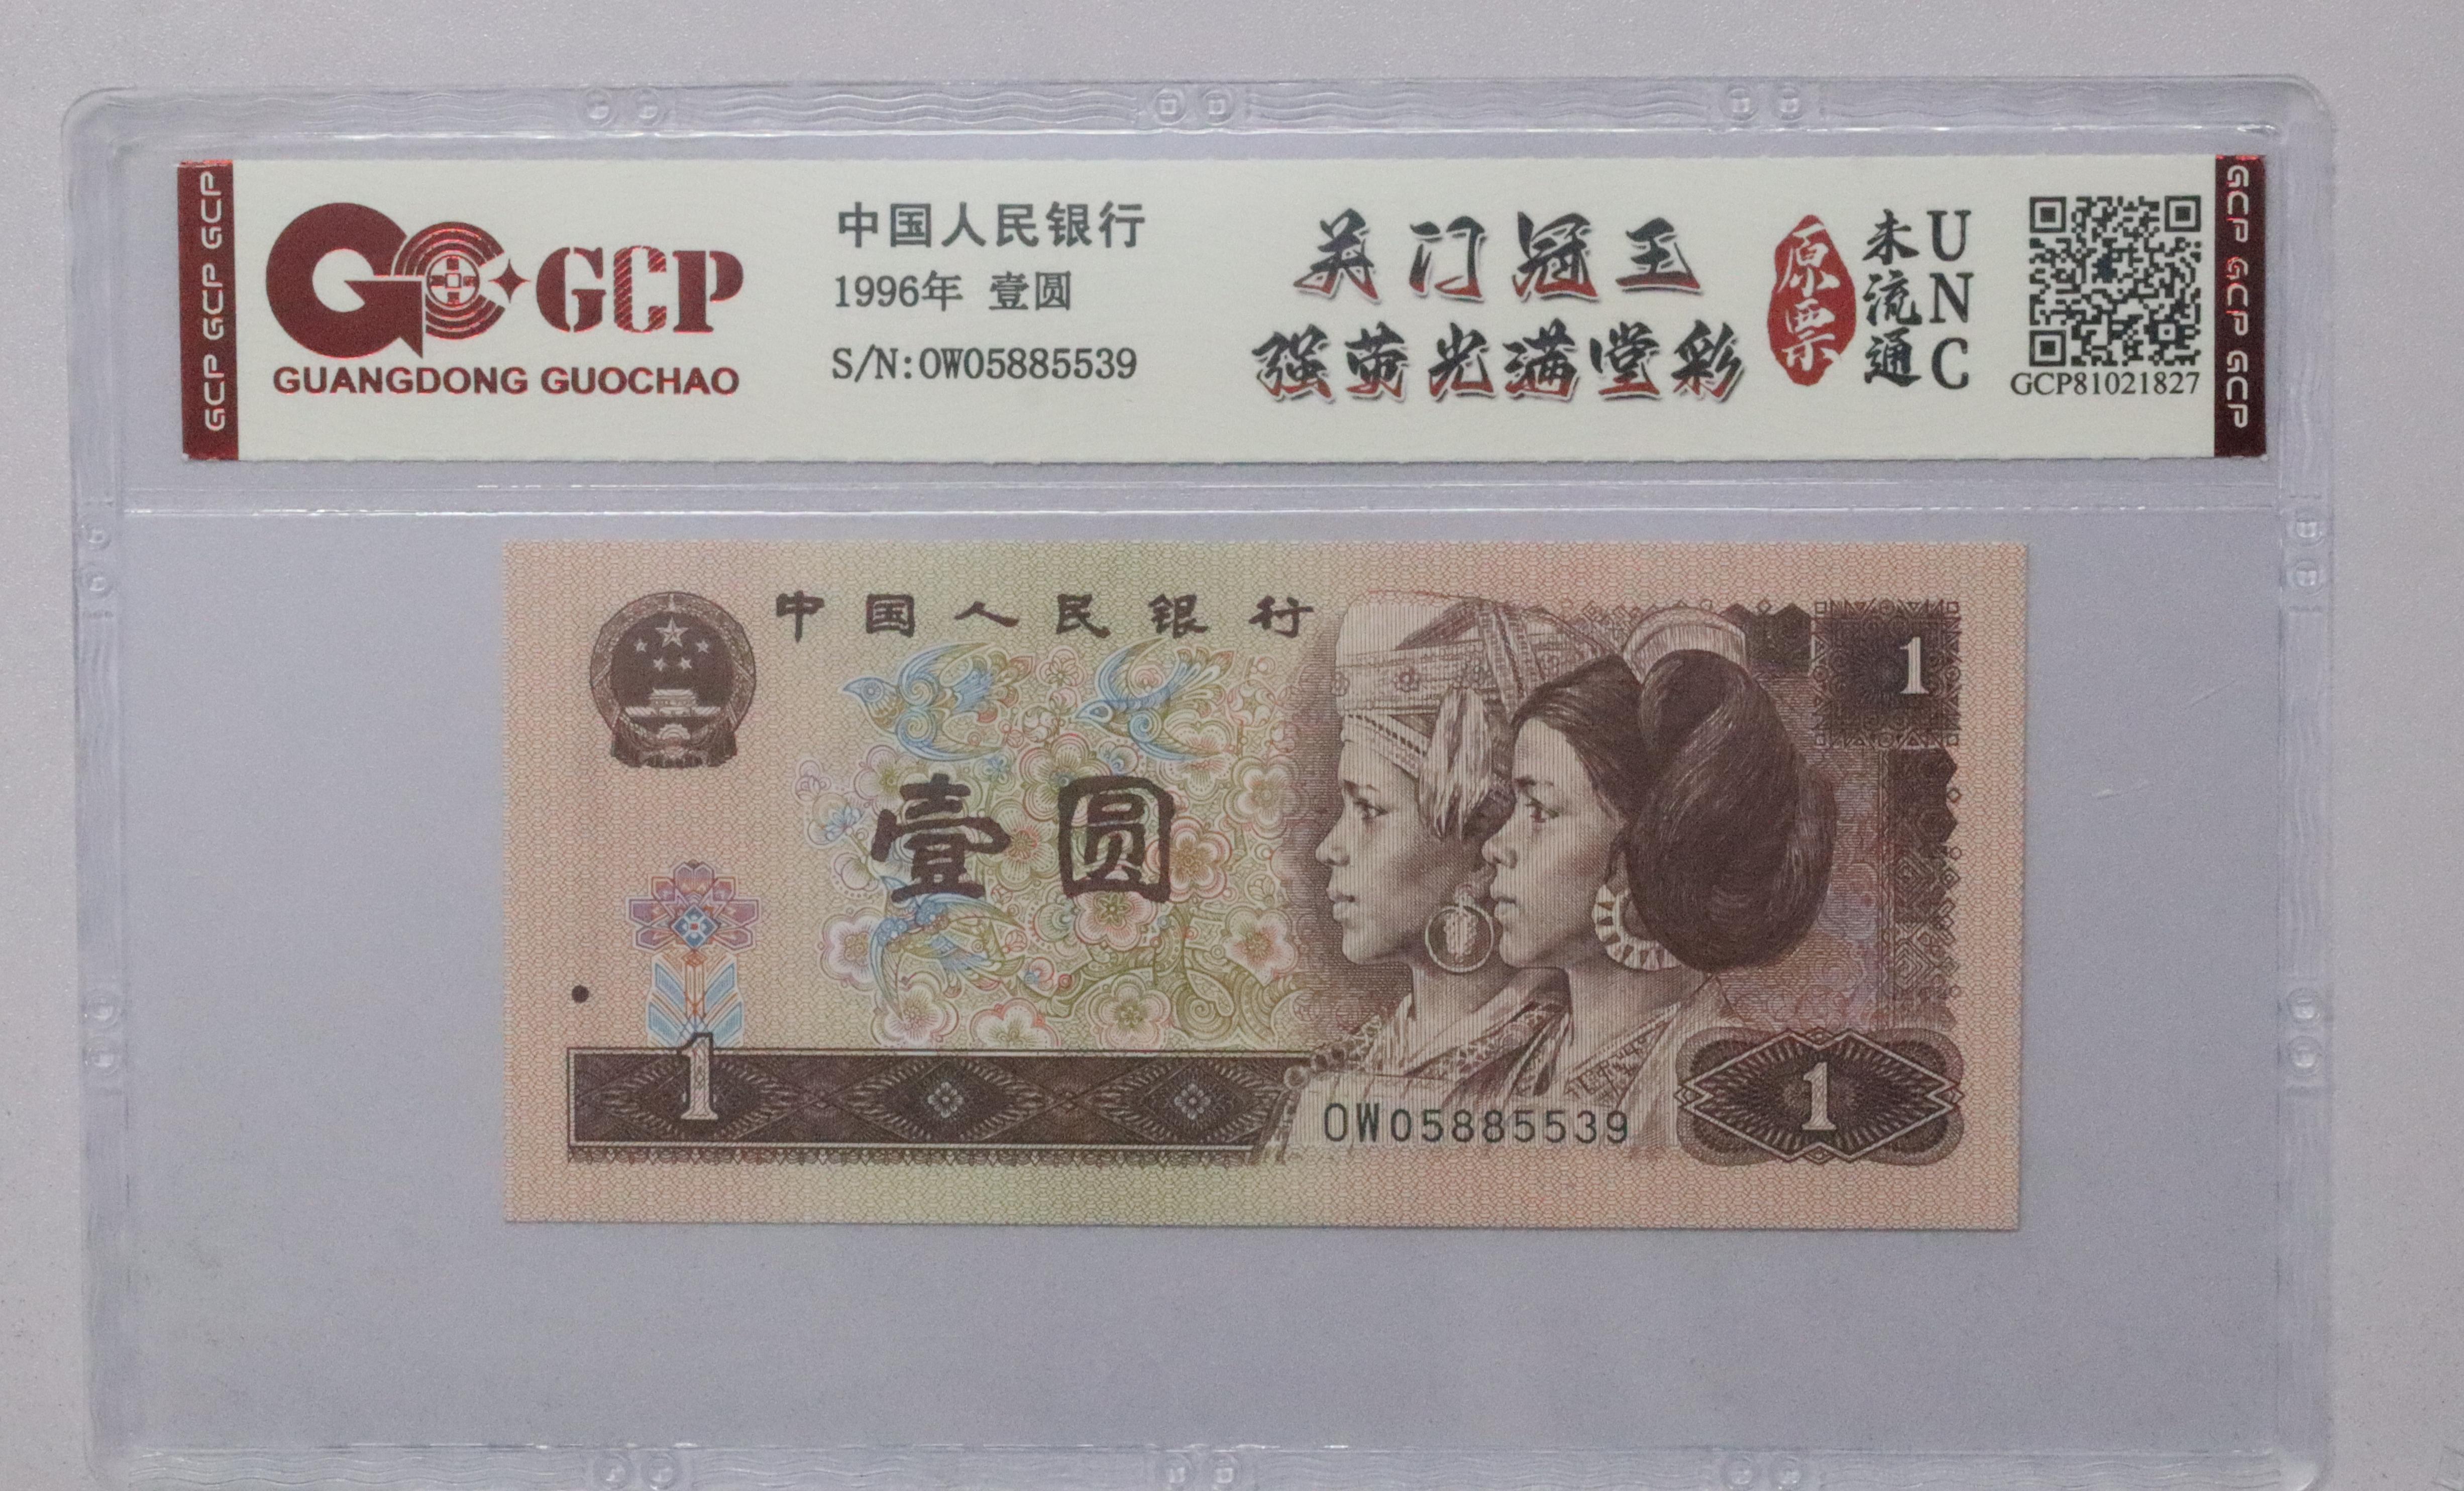 GCP GCP GCP
GCP
GUANGDONG GUOCHAO
中国人民银行
1996年 壹圆
S/N:OW05885539
关门冠王
强荧光满堂彩
原票
未流通
UNC
GCP81021827
GCP GCP GCP
中国人民银行
1
壹圆
1
OW05885539
1